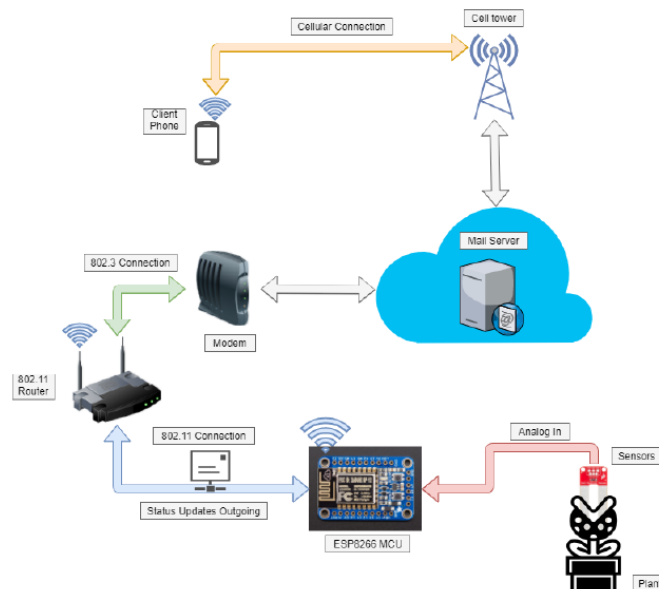 Cellular Connection
Cell tower
Client
Phone
Mail Server
802.3 Connection
Modem
802.11
Router
802.11 Connection
Analog In
Sensors
Status Updates Outgoing
ESP8266 MCU
Plant